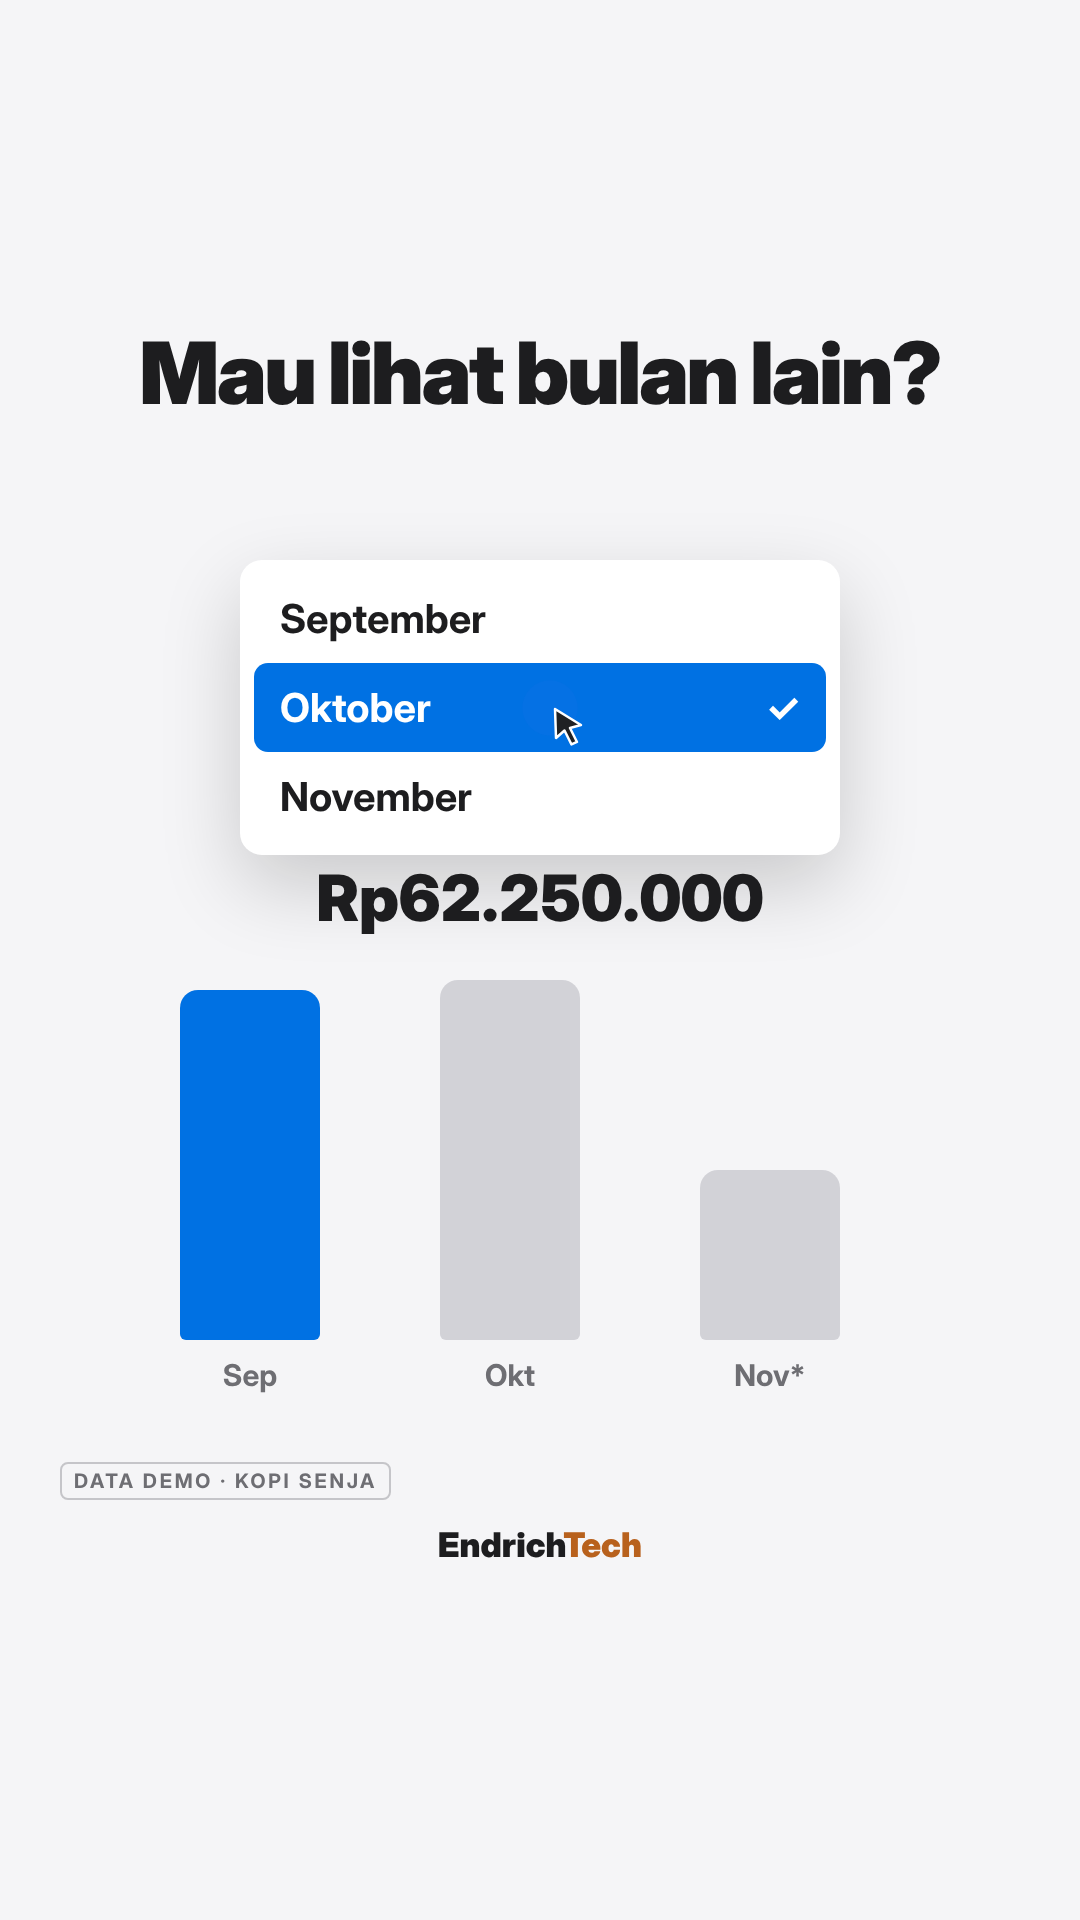 Mau lihat bulan lain?
September
Oktober
November
Rp62.250.000
Sep
Okt
Nov*
DATA DEMO · KOPI SENJA
EndrichTech